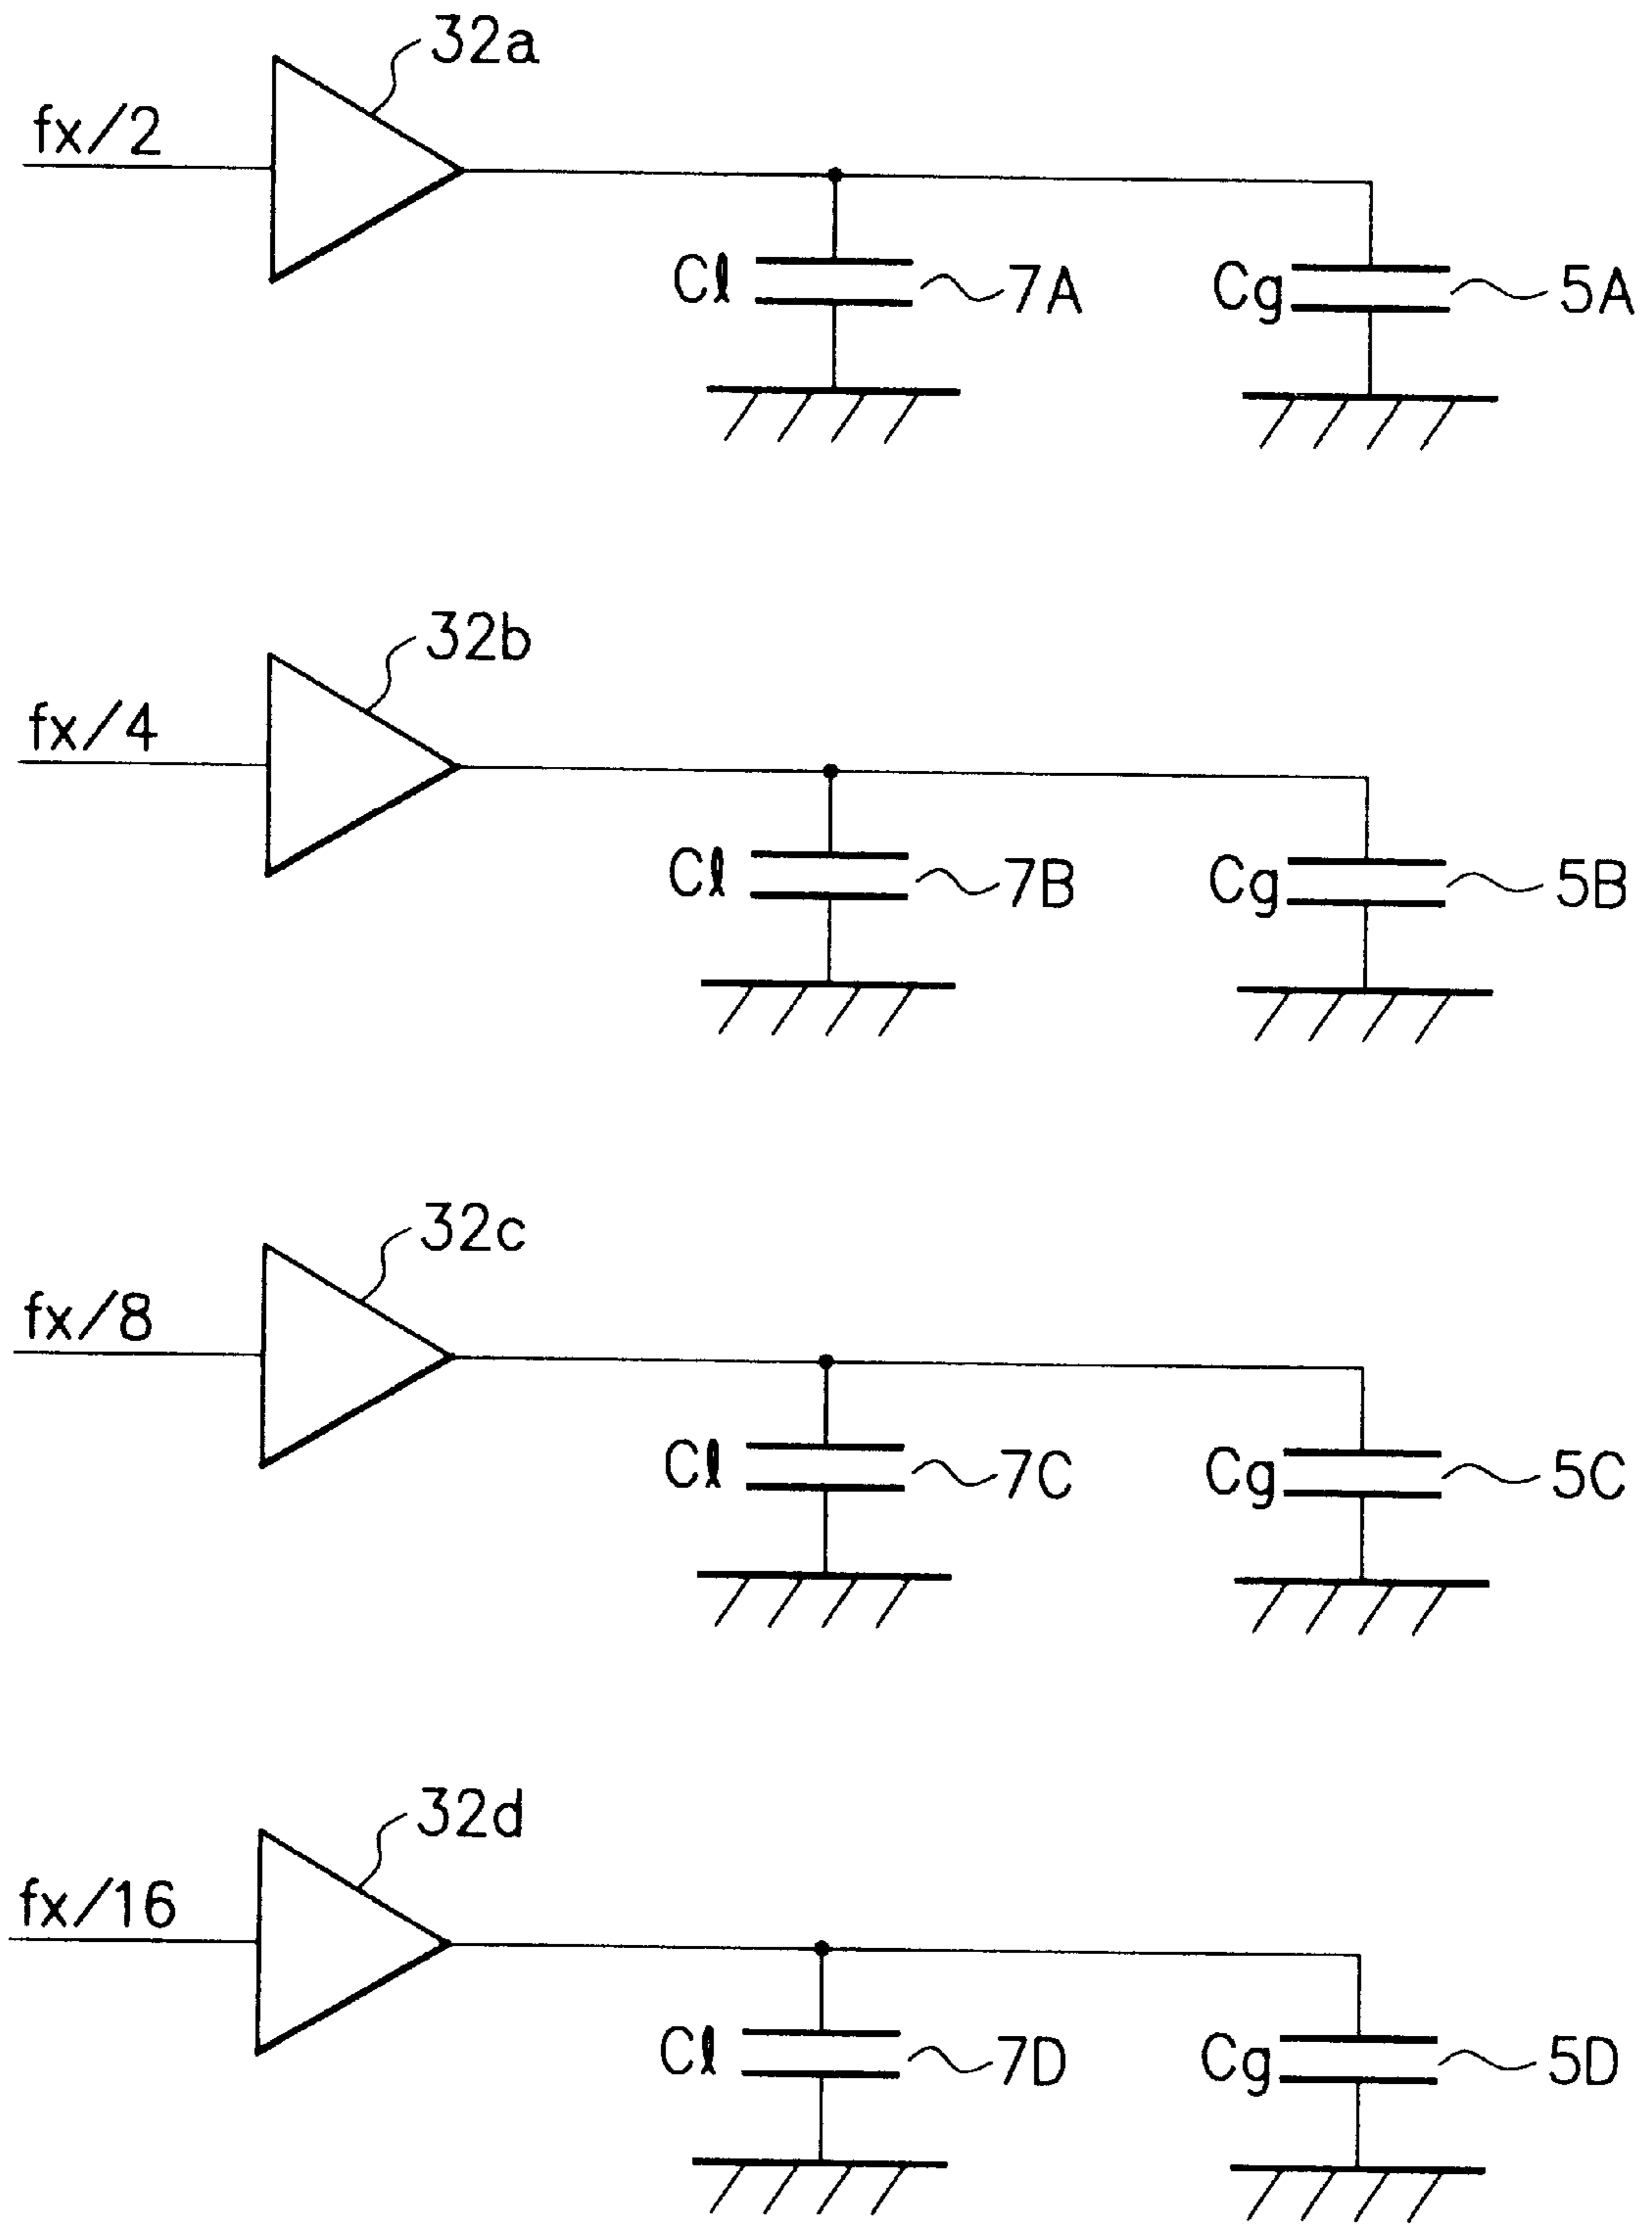 32a
fx/2
Cl 7A Cg 5A
32b
fx/4
Cl 7B Cg 5B
32c
fx/8
Cl 7C Cg 5C
32d
fx/16
Cl 7D Cg 5D